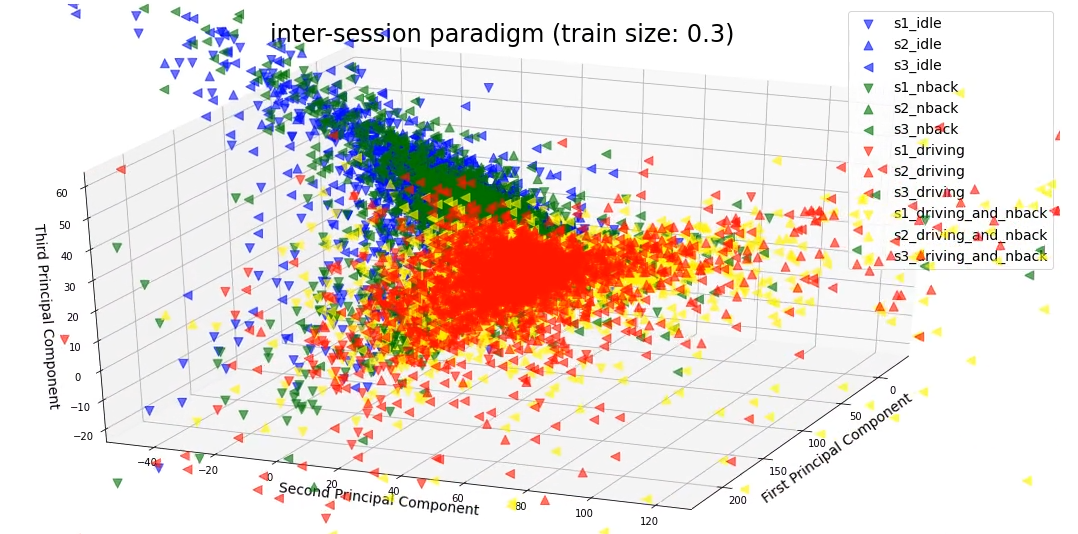 inter-session paradigm (train size: 0.3)
s1_idle
s2_idle
s3_idle
s1_nback
s2_nback
s3_nback
s1_driving
s2_driving
s3_driving
s1_driving_and_nback
s2_driving_and_nback
s3_driving_and_nback
Third Principal Component
60
50
40
30
20
10
0
−10
−20
Second Principal Component
−40
−20
0
20
40
60
80
100
120
First Principal Component
0
50
100
150
200